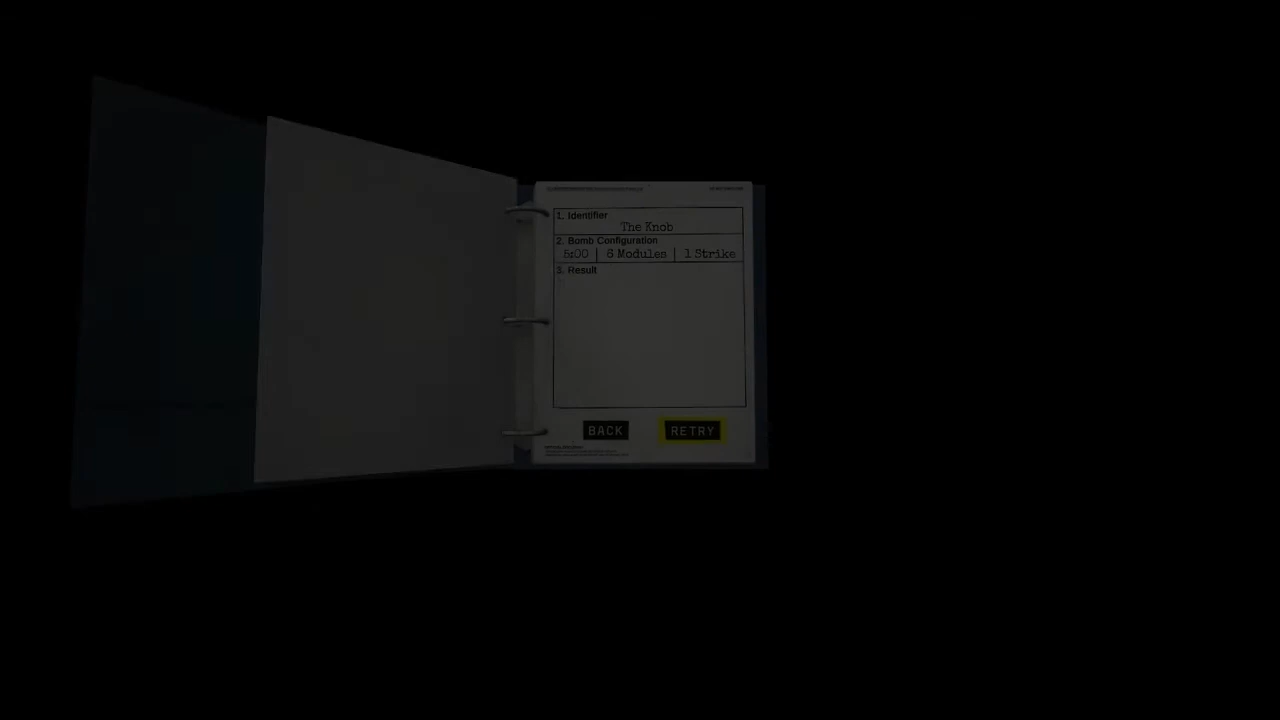 1. Identifier
The Knob
2. Bomb Configuration
5:00 | 6 Modules | 1 Strike
3. Result
BACK
RETRY